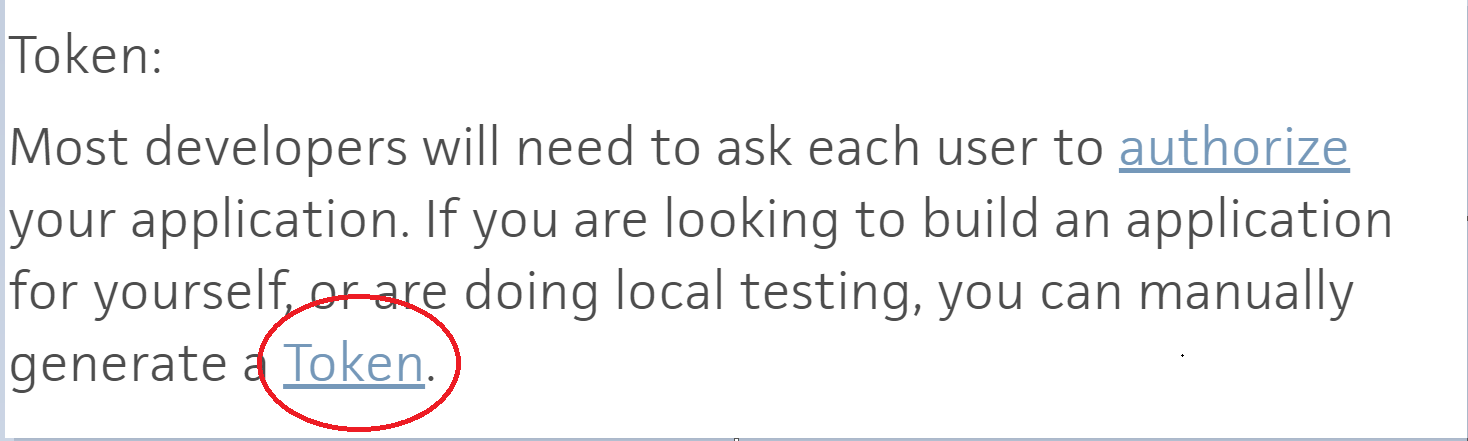 Token:
Most developers will need to ask each user to authorize
your application. If you are looking to build an application
for yourself, or are doing local testing, you can manually
generate a Token.